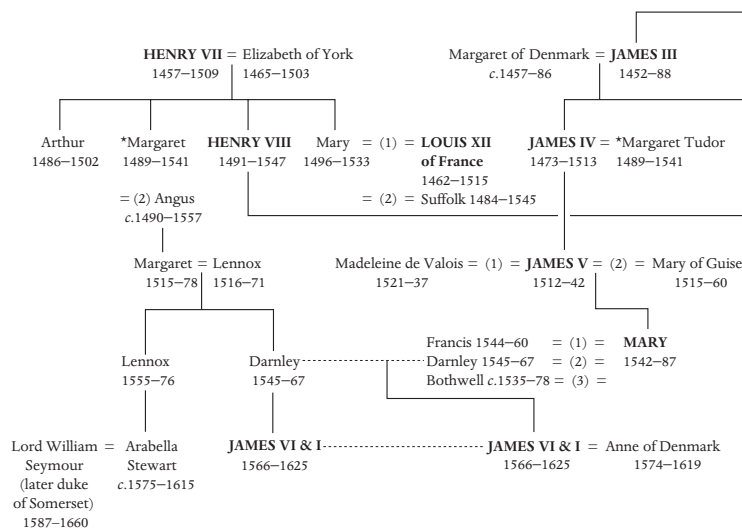 HENRY VII = Elizabeth of York Margaret of Denmark = JAMES III
1457–1509 1465–1503 c.1457–86 1452–88
Arthur *Margaret HENRY VIII Mary = (1) = LOUIS XII JAMES IV = *Margaret Tudor
1486–1502 1489–1541 1491–1547 1496–1533 of France 1473–1513 1489–1541
1462–1515
= (2) Angus = (2) = Suffolk 1484–1545
c.1490–1557
Margaret = Lennox Madeleine de Valois = (1) = JAMES V = (2) = Mary of Guise
1515–78 1516–71 1521–37 1512–42 1515–60
Francis 1544–60 = (1) = MARY
Lennox Darnley Darnley 1545–67 = (2) = 1542–87
1555–76 1545–67 Bothwell c.1535–78 = (3) =
Lord William = Arabella JAMES VI & I JAMES VI & I = Anne of Denmark
Seymour Stewart 1566–1625 1566–1625 1574–1619
(later duke c.1575–1615
of Somerset)
1587–1660